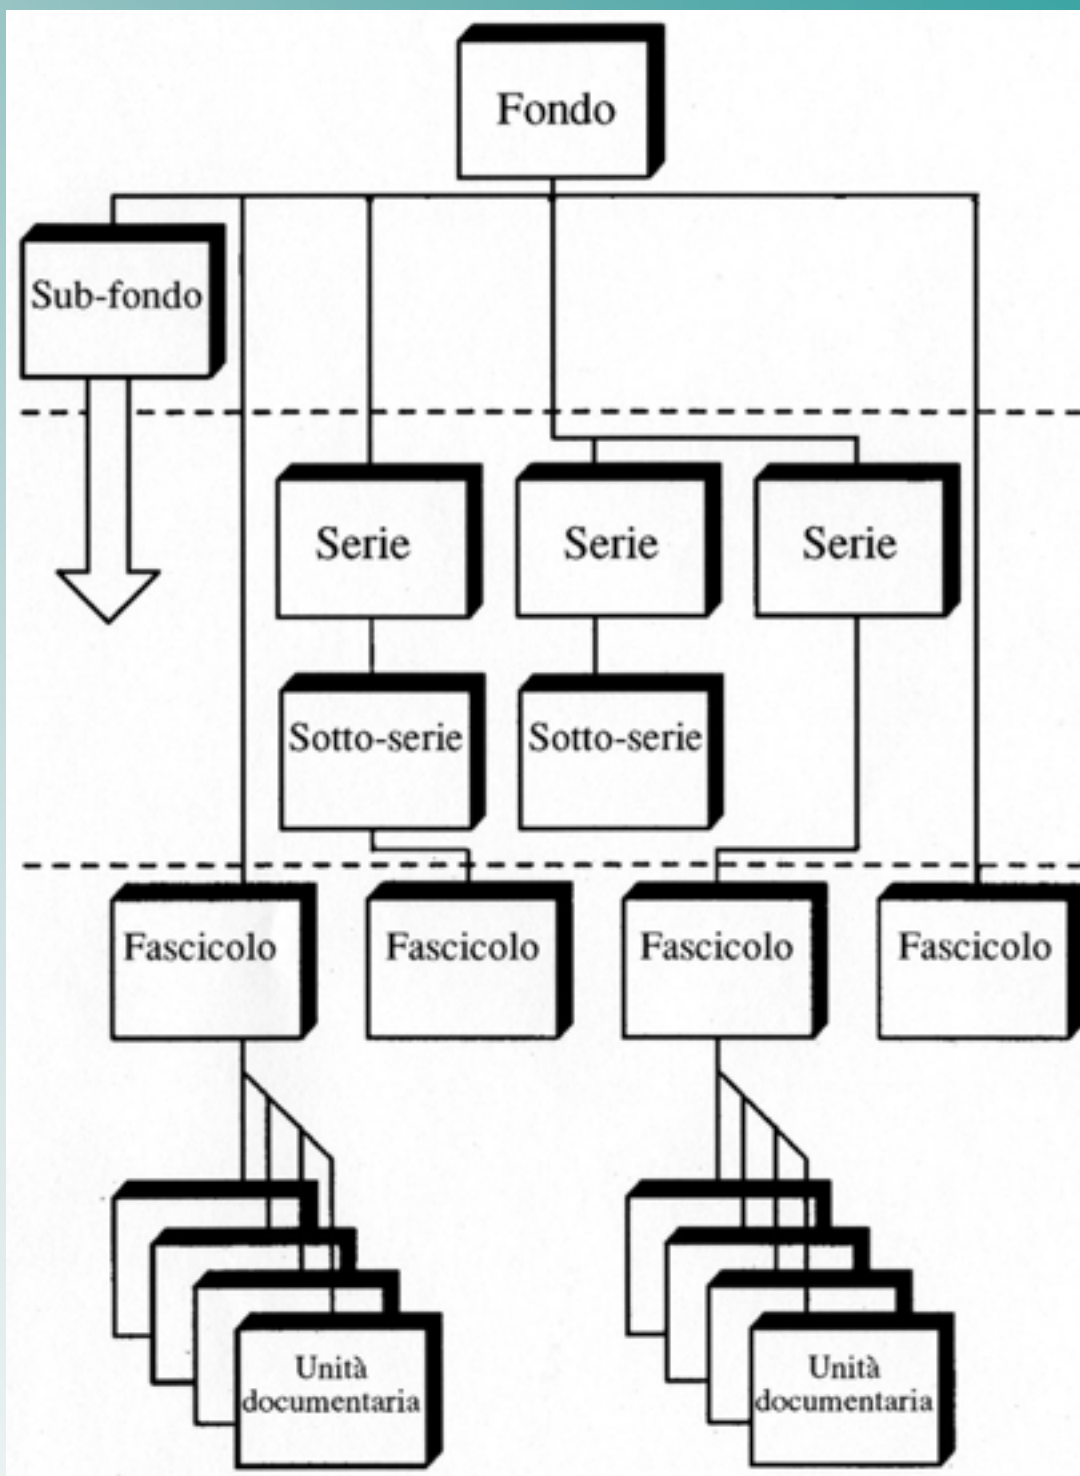 Fondo
Sub-fondo
Serie
Serie
Serie
Sotto-serie
Sotto-serie
Fascicolo
Fascicolo
Fascicolo
Fascicolo
Unità
documentaria
Unità
documentaria